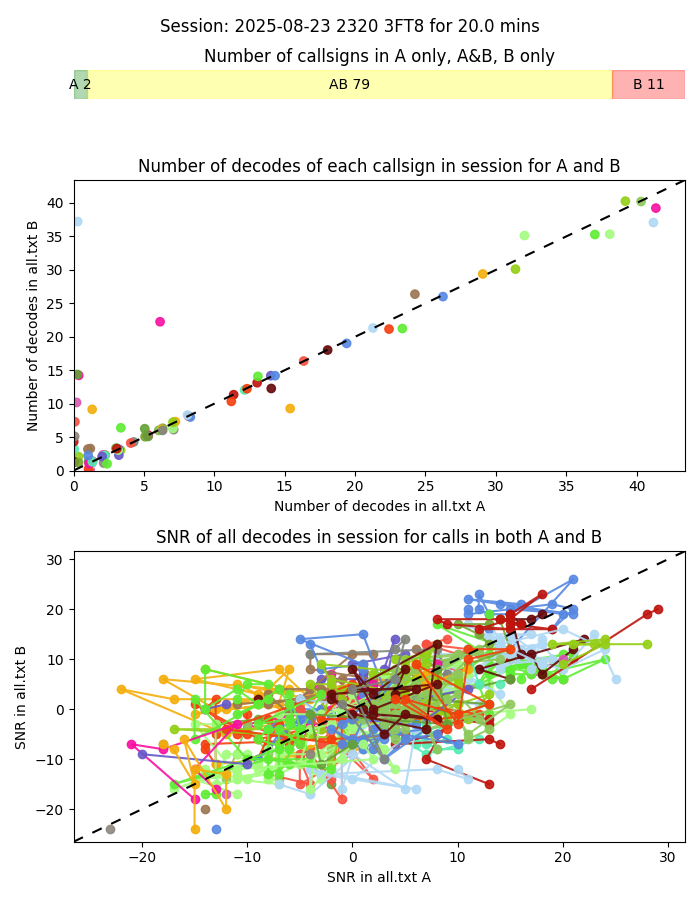 Session: 2025-08-23 2320 3FT8 for 20.0 mins
Number of callsigns in A only, A&B, B only
A 2 AB 79 B 11
Number of decodes of each callsign in session for A and B
Number of decodes in all.txt B
40
35
30
25
20
15
10
5
0
0 5 10 15 20 25 30 35 40
Number of decodes in all.txt A
SNR of all decodes in session for calls in both A and B
SNR in all.txt B
30
20
10
0
−10
−20
−20 −10 0 10 20 30
SNR in all.txt A